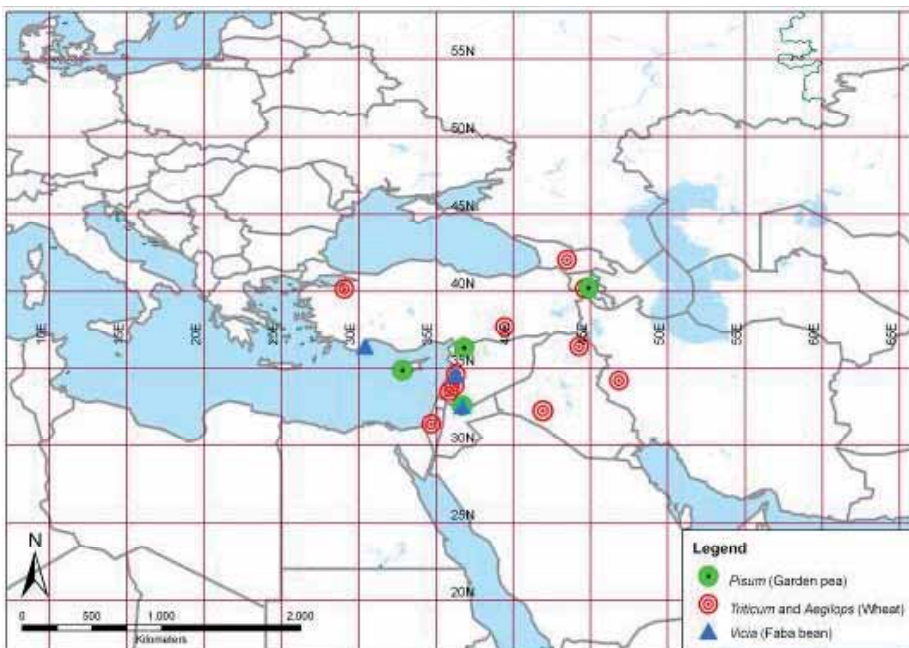 55N
50N
45N
40N
10E 15E 20E 25E 30E 35E 40E 45E 50E 55E 60E 65E
35N
30N
25N
20N
N
0 500 1.000 2.000
Kilometers
Legend
Pisum (Garden pea)
Triticum and Aegilops (Wheat)
Vicia (Faba bean)